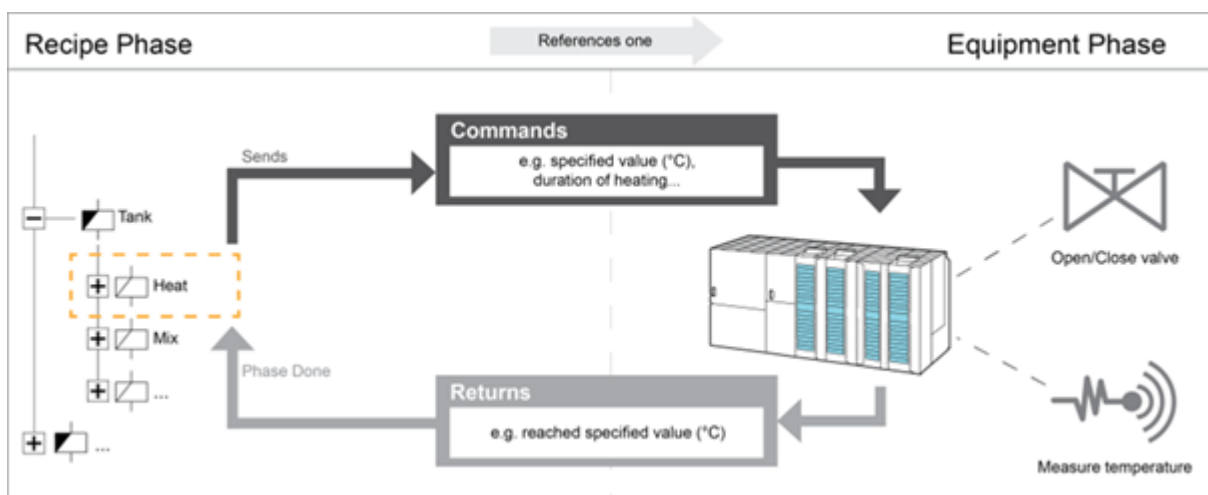 Recipe Phase
References one
Equipment Phase
Commands
e.g. specified value (°C),
duration of heating...
Sends
Tank
Heat
Mix
...
...
Open/Close valve
Phase Done
Returns
e.g. reached specified value (°C)
Measure temperature